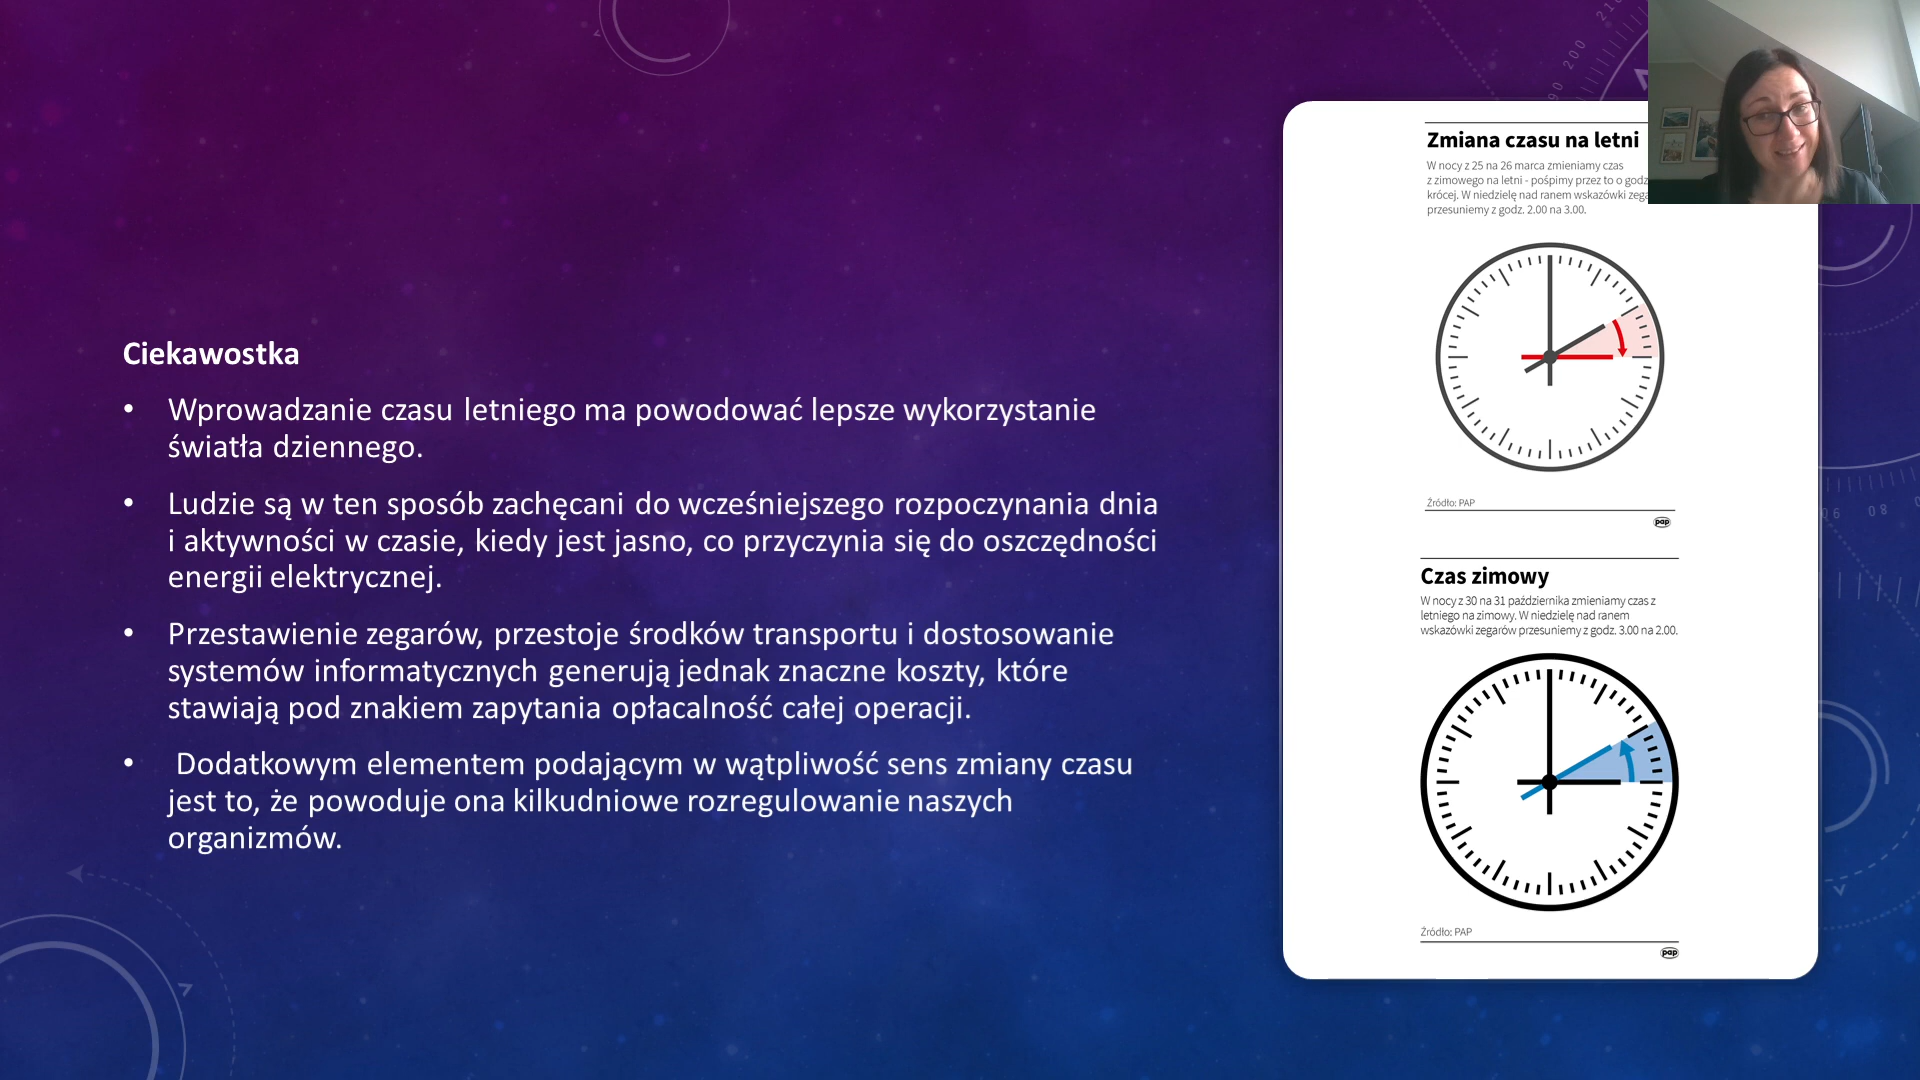 Ciekawostka
• Wprowadzanie czasu letniego ma powodować lepsze wykorzystanie
światła dziennego.
• Ludzie są w ten sposób zachęcani do wcześniejszego rozpoczynania dnia
i aktywności w czasie, kiedy jest jasno, co przyczynia się do oszczędności
energii elektrycznej.
• Przestawienie zegarów, przestoje środków transportu i dostosowanie
systemów informatycznych generują jednak znaczne koszty, które
stawiają pod znakiem zapytania opłacalność całej operacji.
• Dodatkowym elementem podającym w wątpliwość sens zmiany czasu
jest to, że powoduje ona kilkudniowe rozregulowanie naszych
organizmów.
Zmiana czasu na letni
W nocy z 25 na 26 marca zmieniamy czas
z zimowego na letni - pośpimy przez to o godz
krócej. W niedzielę nad ranem wskazówki zega
przesuniemy z godz. 2.00 na 3.00.
Źródło: PAP
pap
Czas zimowy
W nocy z 30 na 31 października zmieniamy czas z
letniego na zimowy. W niedzielę nad ranem
wskazówki zegarów przesuniemy z godz. 3.00 na 2.00.
Źródło: PAP
pap
200